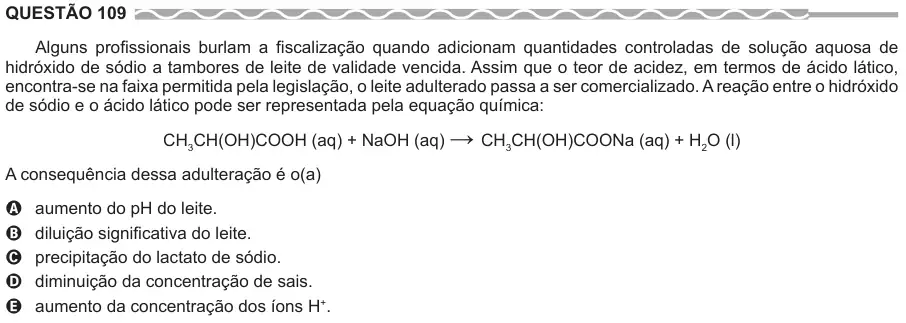 QUESTÃO 109
Alguns profissionais burlam a fiscalização quando adicionam quantidades controladas de solução aquosa de
hidróxido de sódio a tambores de leite de validade vencida. Assim que o teor de acidez, em termos de ácido lático,
encontra-se na faixa permitida pela legislação, o leite adulterado passa a ser comercializado. A reação entre o hidróxido
de sódio e o ácido lático pode ser representada pela equação química:
CH₃CH(OH)COOH (aq) + NaOH (aq) → CH₃CH(OH)COONa (aq) + H₂O (l)
A consequência dessa adulteração é o(a)
A aumento do pH do leite.
B diluição significativa do leite.
C precipitação do lactato de sódio.
D diminuição da concentração de sais.
E aumento da concentração dos íons H⁺.